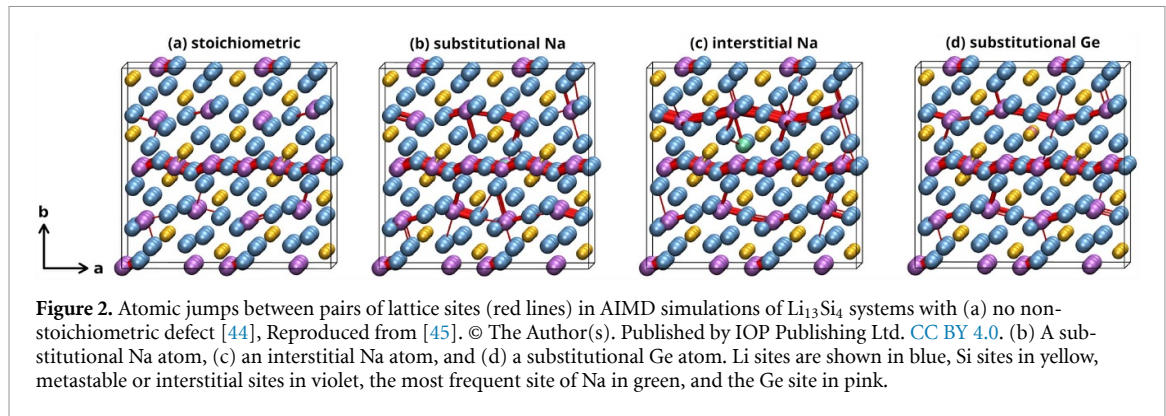 (a) stoichiometric (b) substitutional Na (c) interstitial Na (d) substitutional Ge
b
a
Figure 2. Atomic jumps between pairs of lattice sites (red lines) in AIMD simulations of Li₁₃Si₄ systems with (a) no non-
stoichiometric defect [44], Reproduced from [45]. © The Author(s). Published by IOP Publishing Ltd. CC BY 4.0. (b) A sub-
stitutional Na atom, (c) an interstitial Na atom, and (d) a substitutional Ge atom. Li sites are shown in blue, Si sites in yellow,
metastable or interstitial sites in violet, the most frequent site of Na in green, and the Ge site in pink.